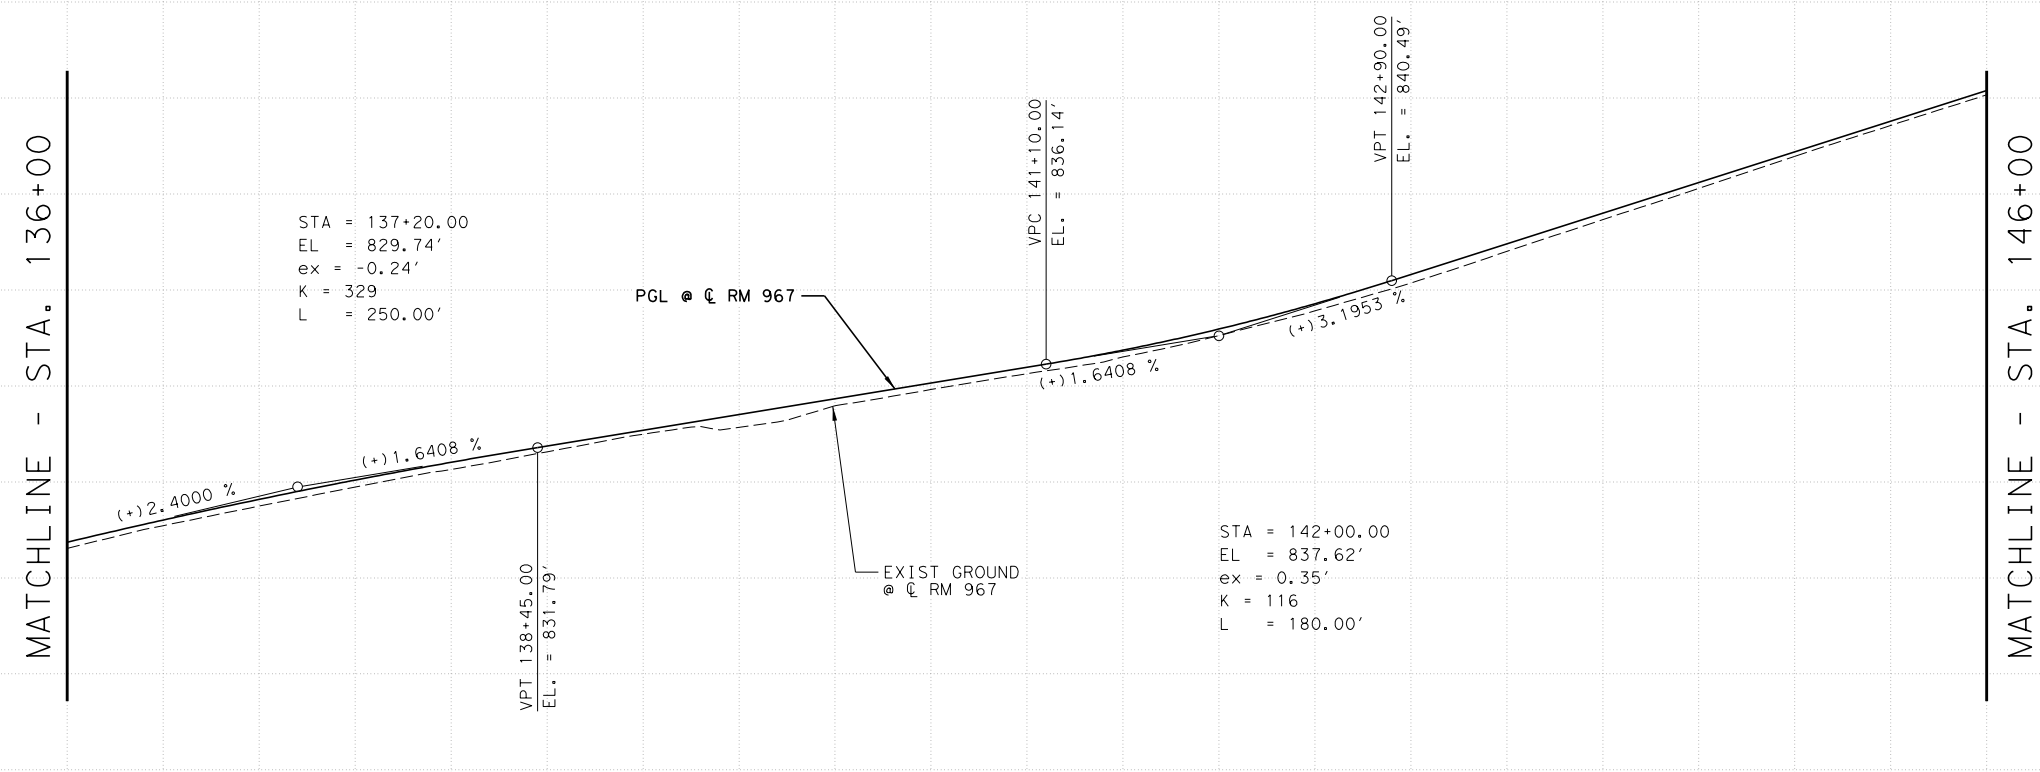 MATCHLINE - STA. 136+00
STA = 137+20.00
EL = 829.74'
ex = -0.24'
K = 329
L = 250.00'
(+)2.4000 %
(+)1.6408 %
VPT 138+45.00
EL. = 831.79'
PGL @ ℄ RM 967
EXIST GROUND
@ ℄ RM 967
VPC 141+10.00
EL. = 836.14'
(+)1.6408 %
VPT 142+90.00
EL. = 840.49'
(+)3.1953 %
STA = 142+00.00
EL = 837.62'
ex = 0.35'
K = 116
L = 180.00'
MATCHLINE - STA. 146+00